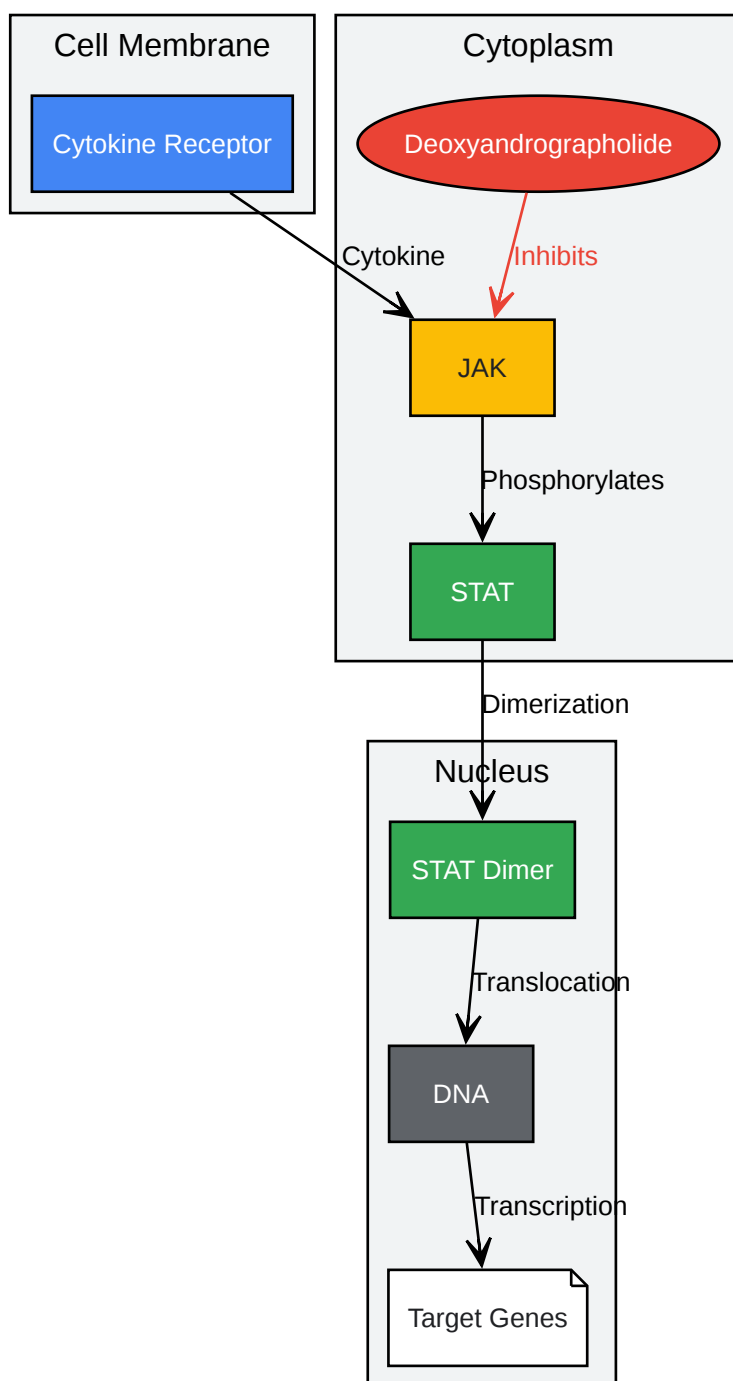 Cell Membrane
Cytoplasm
Cytokine Receptor
Deoxyandrographolide
Cytokine
Inhibits
JAK
Phosphorylates
STAT
Dimerization
Nucleus
STAT Dimer
Translocation
DNA
Transcription
Target Genes